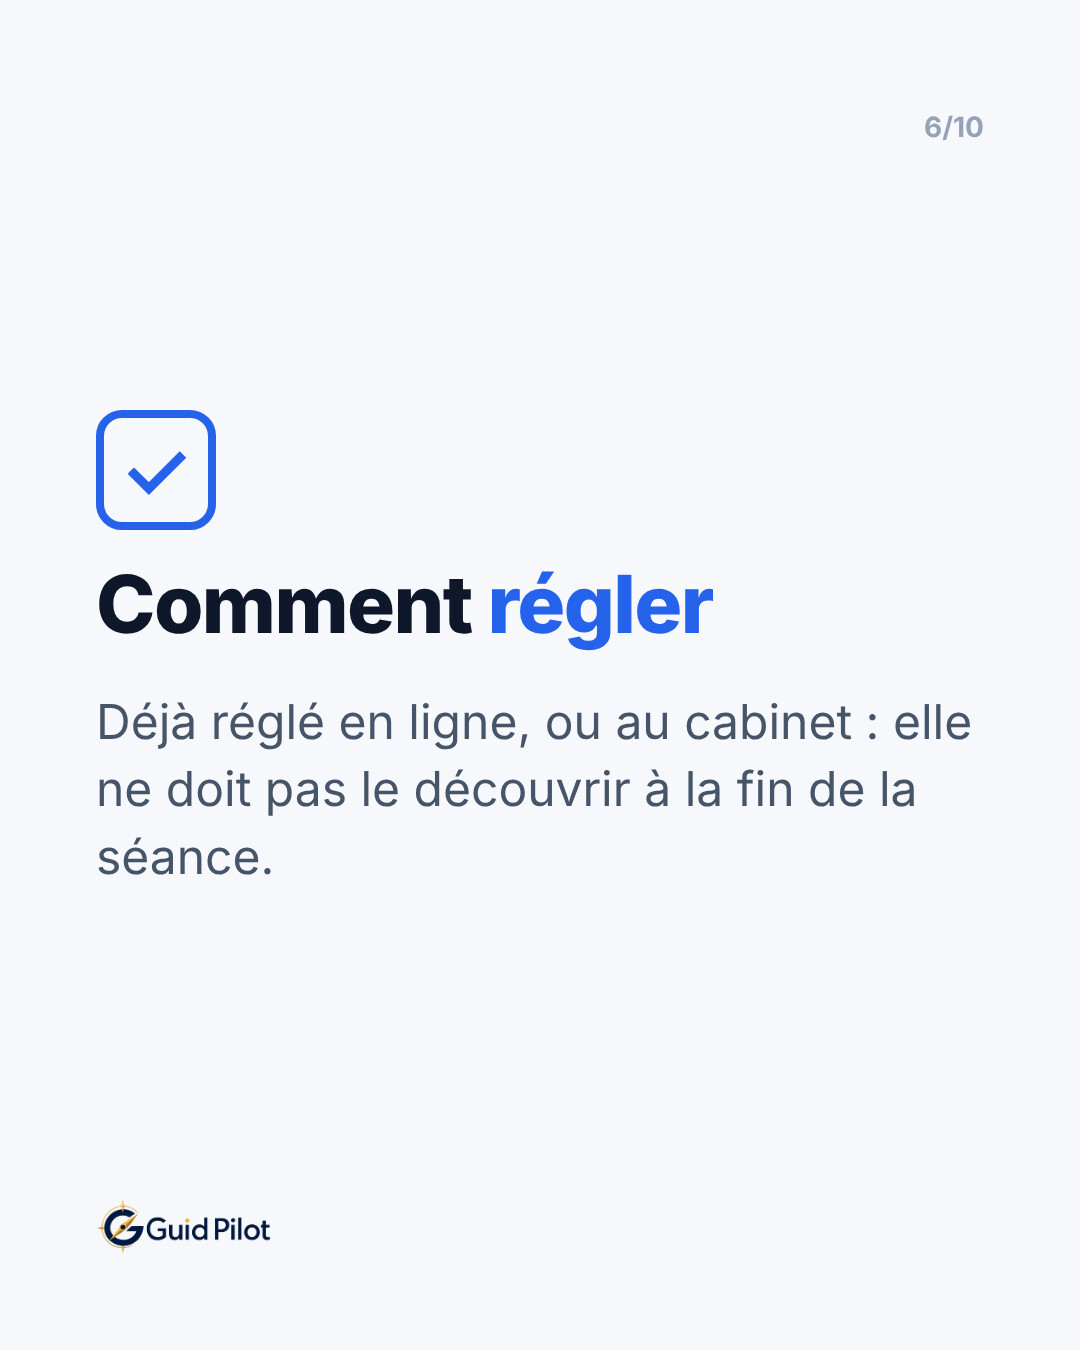 6/10
Comment régler
Déjà réglé en ligne, ou au cabinet : elle
ne doit pas le découvrir à la fin de la
séance.
Guid Pilot